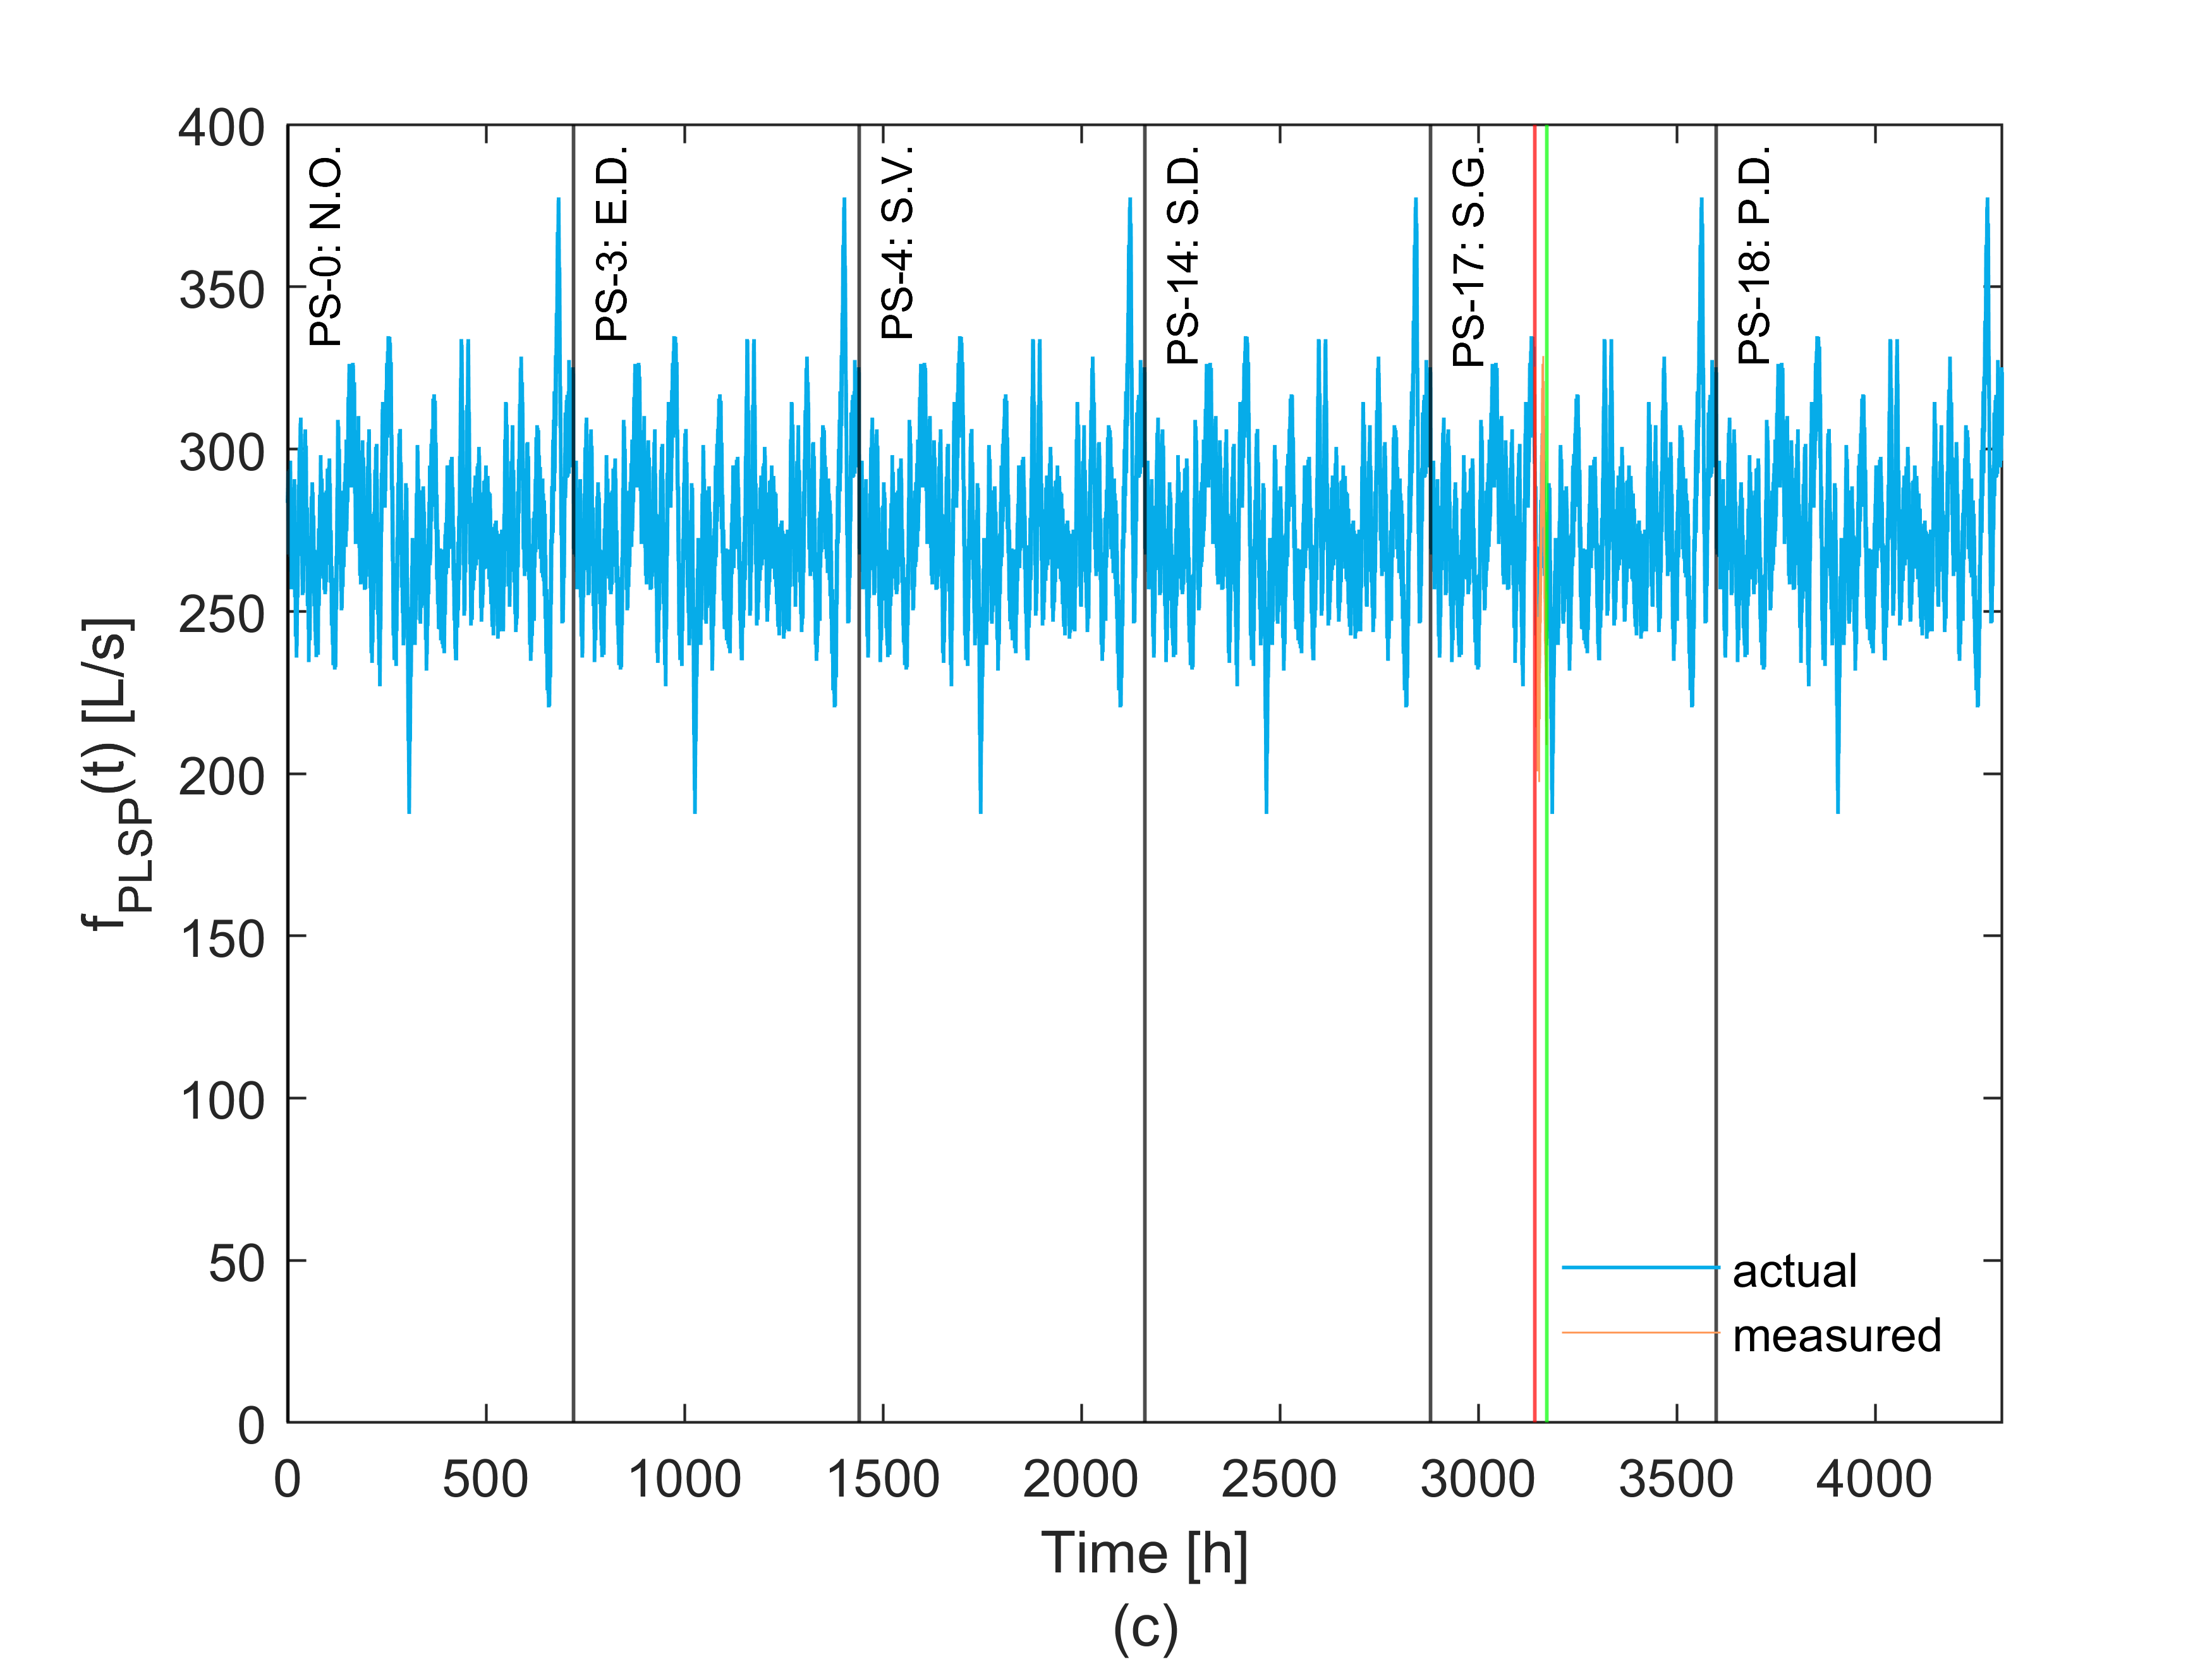 400
350
300
250
200
150
100
50
0
f_PLSP(t) [L/s]
PS-0: N.O.
PS-3: E.D.
PS-4: S.V.
PS-14: S.D.
PS-17: S.G.
PS-18: P.D.
actual
measured
0 500 1000 1500 2000 2500 3000 3500 4000
Time [h]
(c)